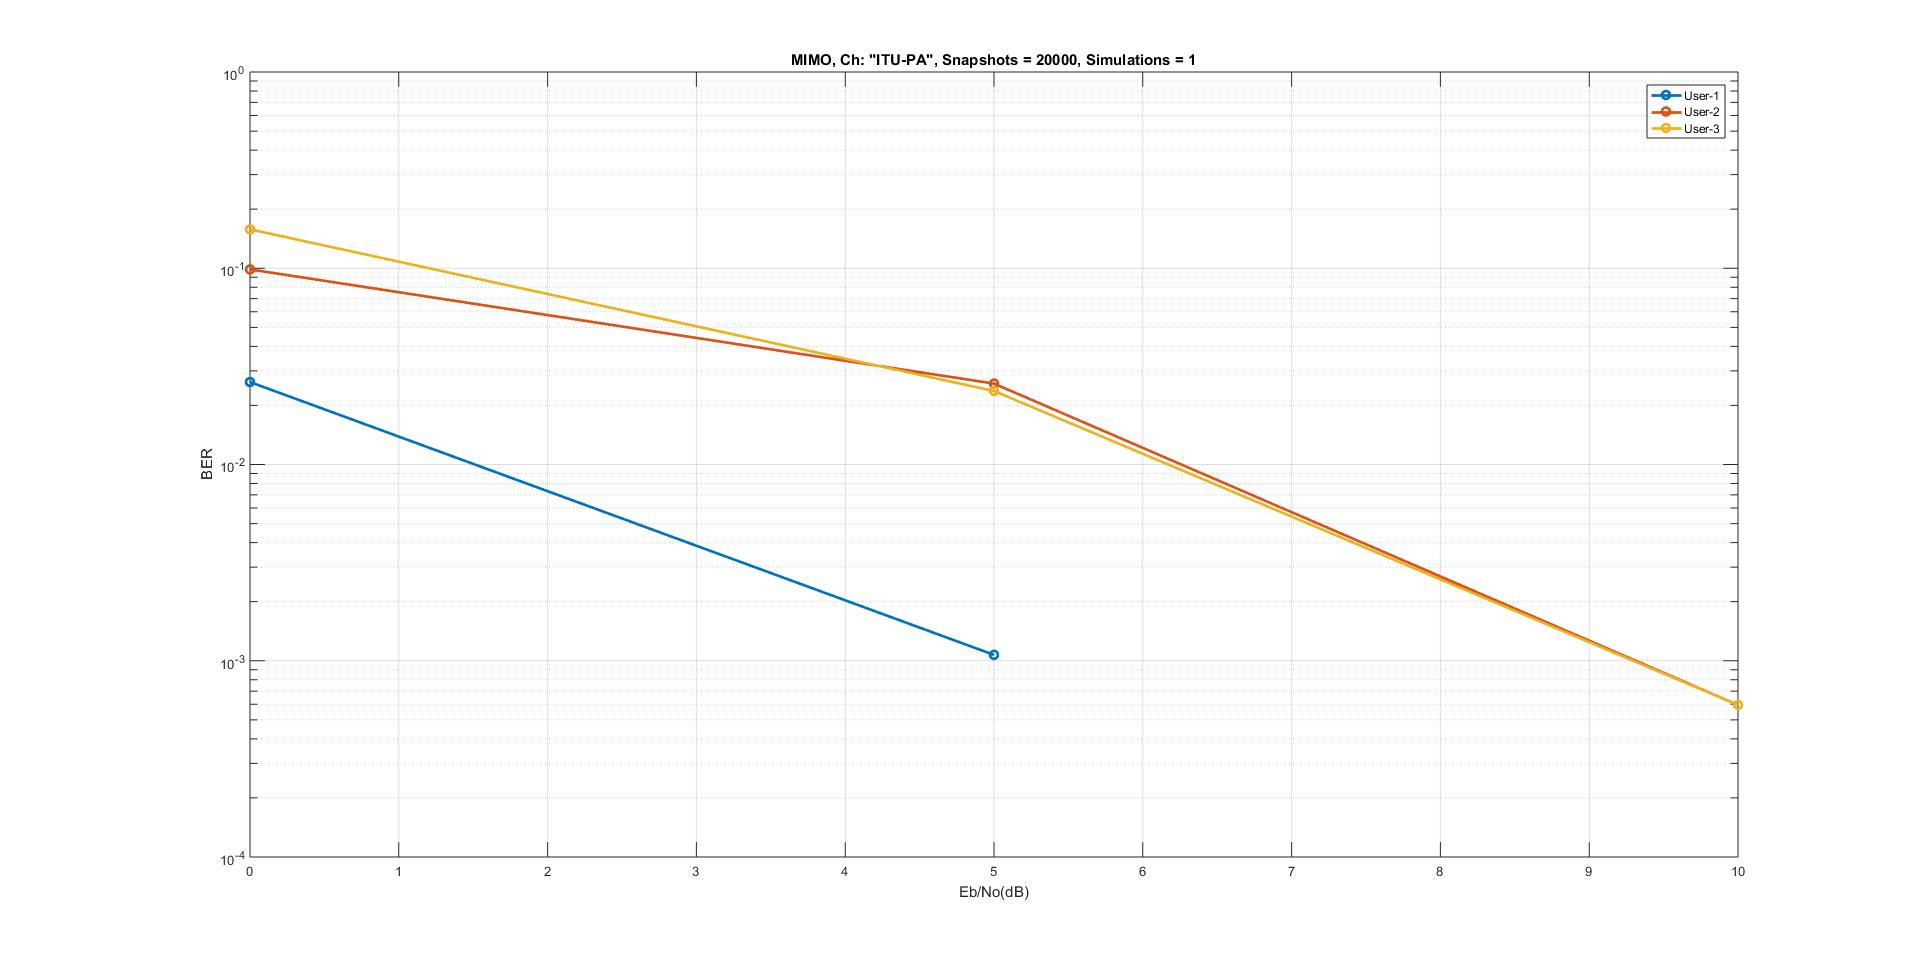 MIMO, Ch: "ITU-PA", Snapshots = 20000, Simulations = 1
10^0
User-1
User-2
User-3
10^-1
10^-2
BER
10^-3
10^-4
0 1 2 3 4 5 6 7 8 9 10
Eb/No(dB)